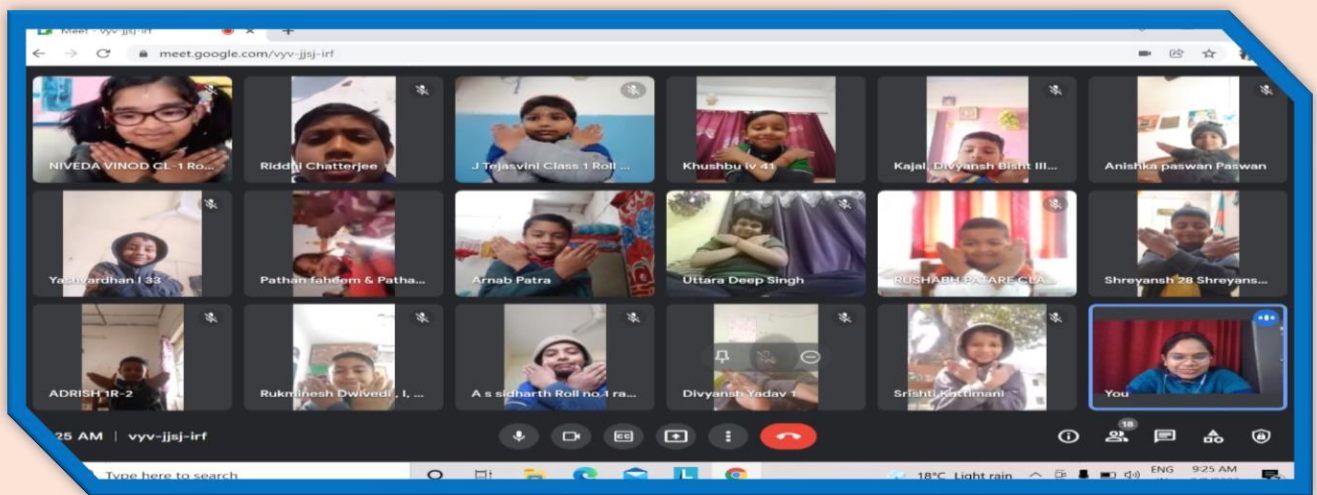 Meet - vyv-jjsj-irf
meet.google.com/vyv-jjsj-irf
NIVEDA VINOD CL-1 Ro...
Riddhi Chatterjee
J Tejasvini Class 1 Roll ...
Khushbu iv 41
Kajal, Divyansh Bisht III...
Anishka paswan Paswan
Yashvardhan I 33
Pathan faheem & Patha...
Arnab Patra
Uttara Deep Singh
RUSHABH PATARE CLA...
Shreyansh 28 Shreyans...
ADRISH 1R-2
Rukminesh Dwivedi , I, ...
A s sidharth Roll no 1 ra...
Divyansh Yadav 1
Srishti Kattimani
You
25 AM | vyv-jjsj-irf
CC
18
Type here to search
L
18°C Light rain
ENG
9:25 AM